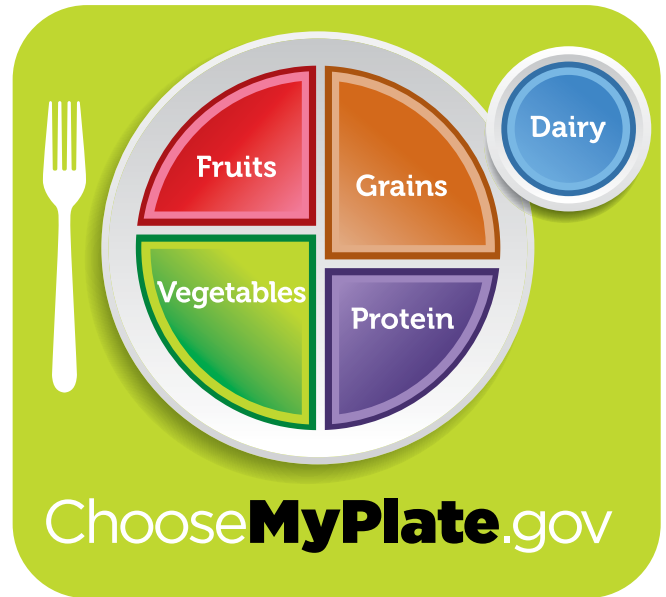 Dairy
Fruits
Grains
Vegetables
Protein
ChooseMyPlate.gov